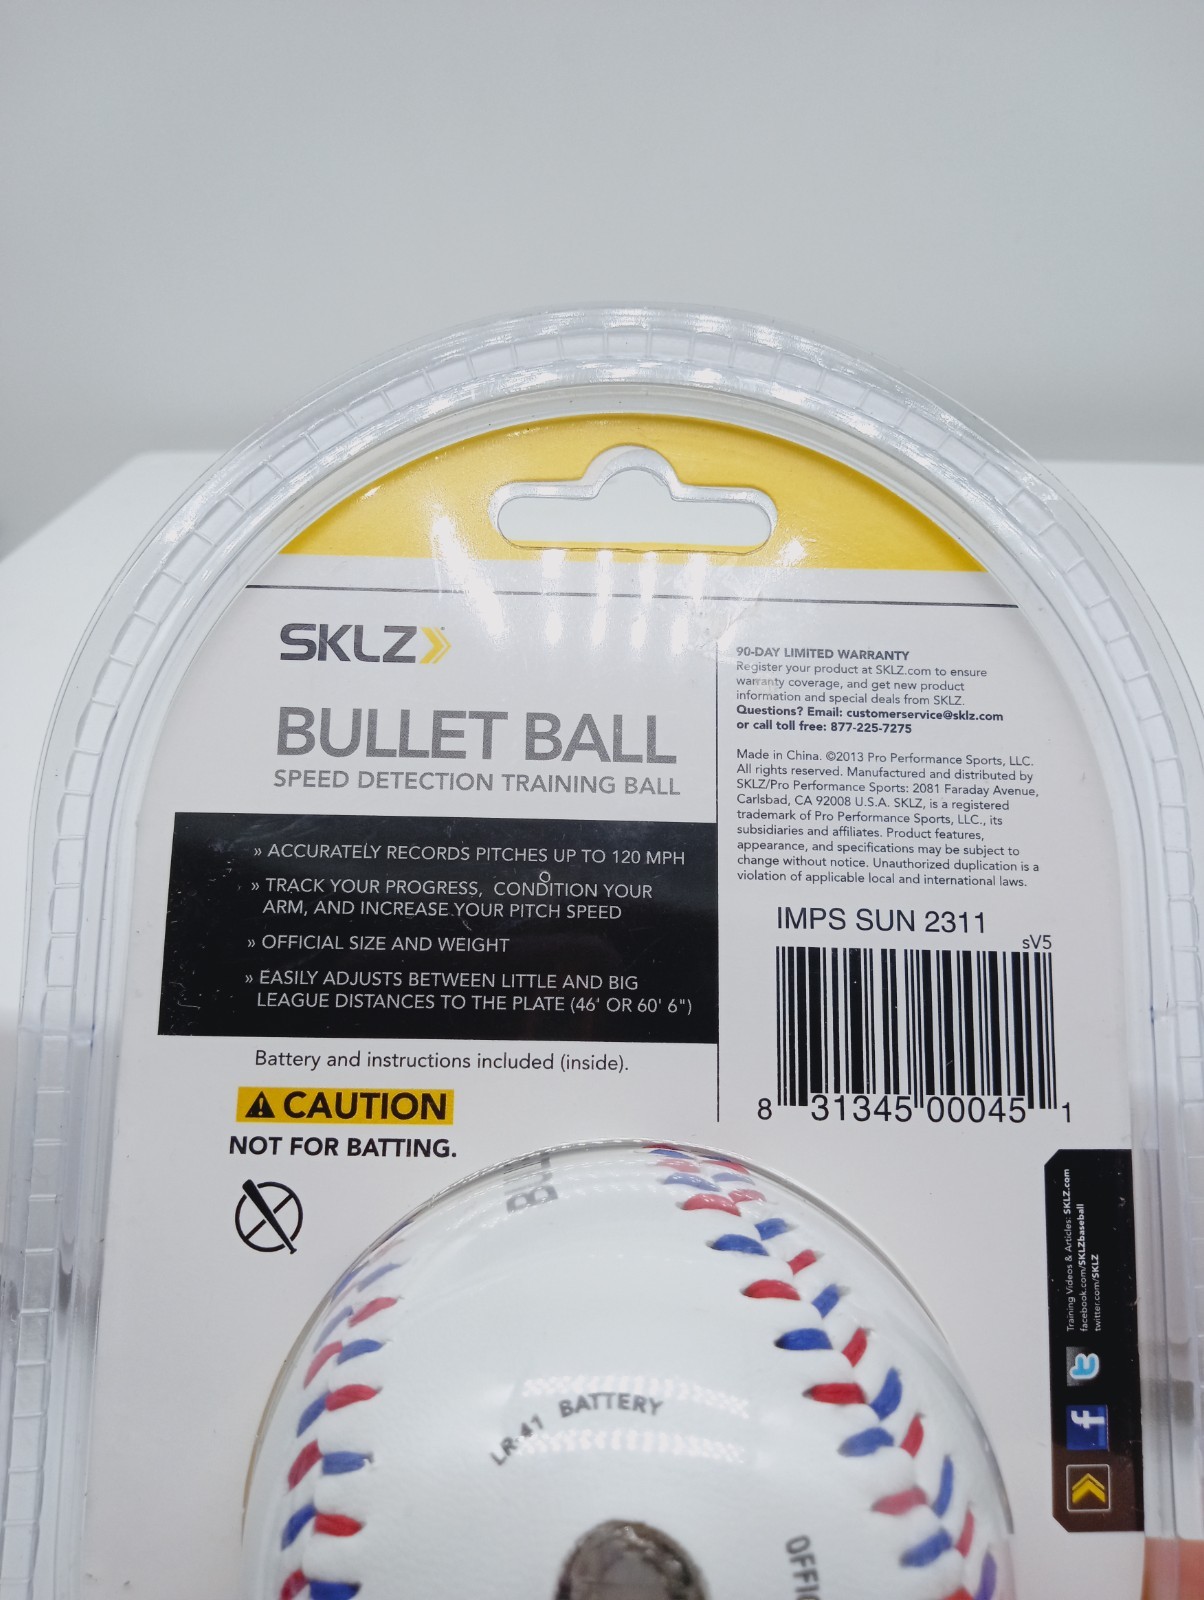 SKLZ
BULLET BALL
SPEED DETECTION TRAINING BALL
» ACCURATELY RECORDS PITCHES UP TO 120 MPH
» TRACK YOUR PROGRESS, CONDITION YOUR
ARM, AND INCREASE YOUR PITCH SPEED
» OFFICIAL SIZE AND WEIGHT
» EASILY ADJUSTS BETWEEN LITTLE AND BIG
LEAGUE DISTANCES TO THE PLATE (46' OR 60' 6")
Battery and instructions included (inside).
CAUTION
NOT FOR BATTING.
90-DAY LIMITED WARRANTY
Register your product at SKLZ.com to ensure
warranty coverage, and get new product
information and special deals from SKLZ.
Questions? Email: customerservice@sklz.com
or call toll free: 877-225-7275
Made in China. ©2013 Pro Performance Sports, LLC.
All rights reserved. Manufactured and distributed by
SKLZ/Pro Performance Sports: 2081 Faraday Avenue,
Carlsbad, CA 92008 U.S.A. SKLZ, is a registered
trademark of Pro Performance Sports, LLC., its
subsidiaries and affiliates. Product features,
appearance, and specifications may be subject to
change without notice. Unauthorized duplication is a
violation of applicable local and international laws.
IMPS SUN 2311
sV5
8 31345 00045 1
Training Videos & Articles: SKLZ.com
facebook.com/SKLZbaseball
twitter.com/SKLZ
LR-41 BATTERY